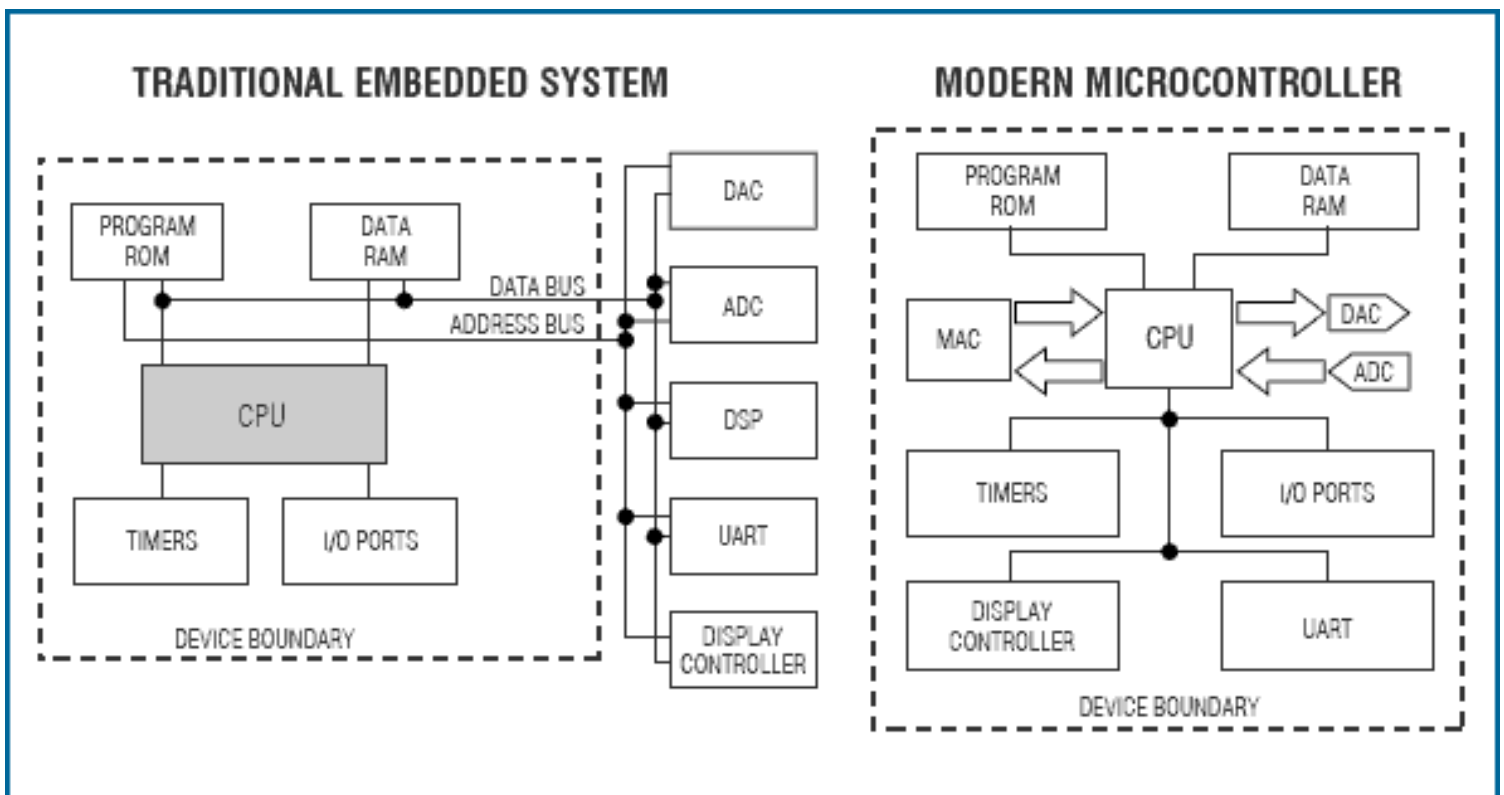 TRADITIONAL EMBEDDED SYSTEM
PROGRAM
ROM
DATA
RAM
DATA BUS
ADDRESS BUS
CPU
TIMERS
I/O PORTS
DEVICE BOUNDARY
DAC
ADC
DSP
UART
DISPLAY
CONTROLLER
MODERN MICROCONTROLLER
PROGRAM
ROM
DATA
RAM
MAC
CPU
DAC
ADC
TIMERS
I/O PORTS
DISPLAY
CONTROLLER
UART
DEVICE BOUNDARY